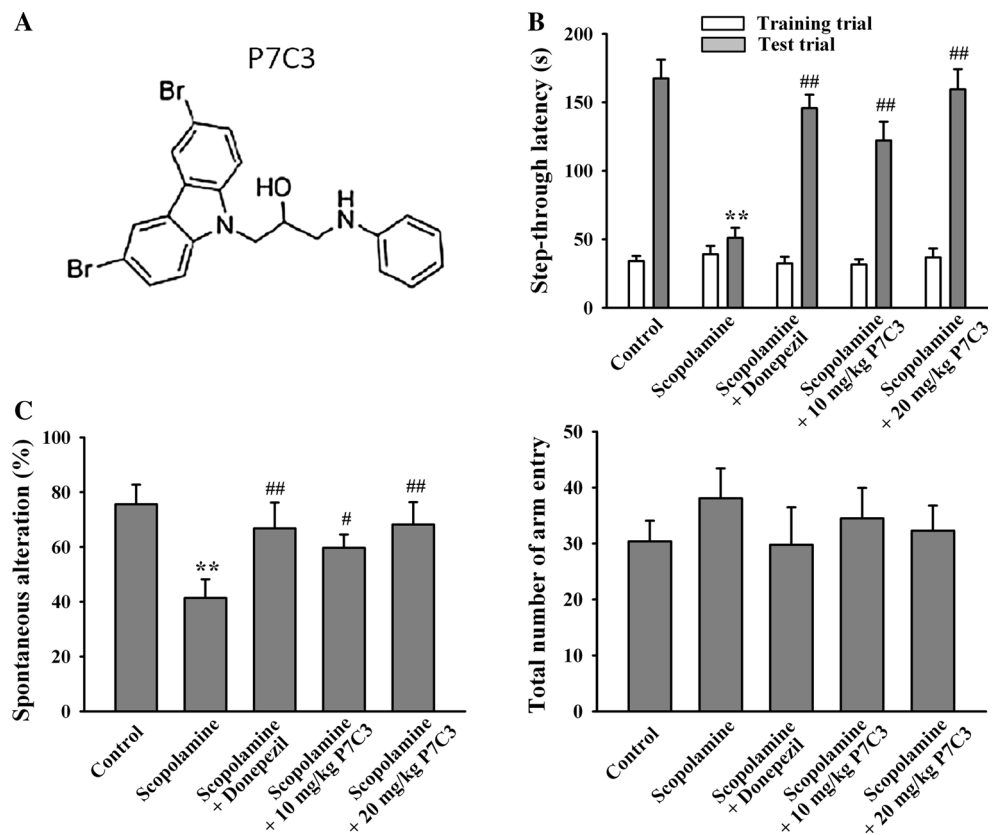 A
P7C3
Br
HO
H
N
N
Br
B
Training trial
Test trial
Step-through latency (s)
200
150
100
50
0
**
##
##
##
Control
Scopolamine
Scopolamine
+ Donepezil
Scopolamine
+ 10 mg/kg P7C3
Scopolamine
+ 20 mg/kg P7C3
C
Spontaneous alteration (%)
100
80
60
40
20
0
**
##
#
##
Control
Scopolamine
Scopolamine
+ Donepezil
Scopolamine
+ 10 mg/kg P7C3
Scopolamine
+ 20 mg/kg P7C3
Total number of arm entry
50
40
30
20
10
0
Control
Scopolamine
Scopolamine
+ Donepezil
Scopolamine
+ 10 mg/kg P7C3
Scopolamine
+ 20 mg/kg P7C3